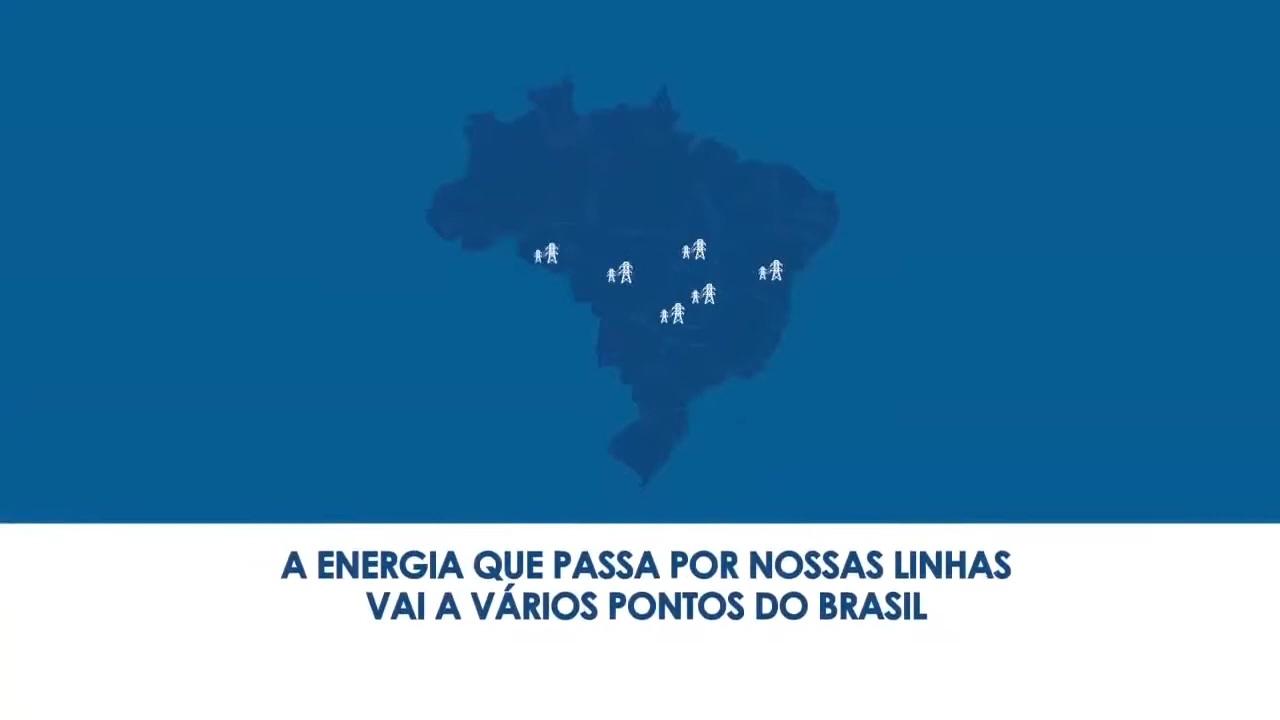 A ENERGIA QUE PASSA POR NOSSAS LINHAS
VAI A VÁRIOS PONTOS DO BRASIL